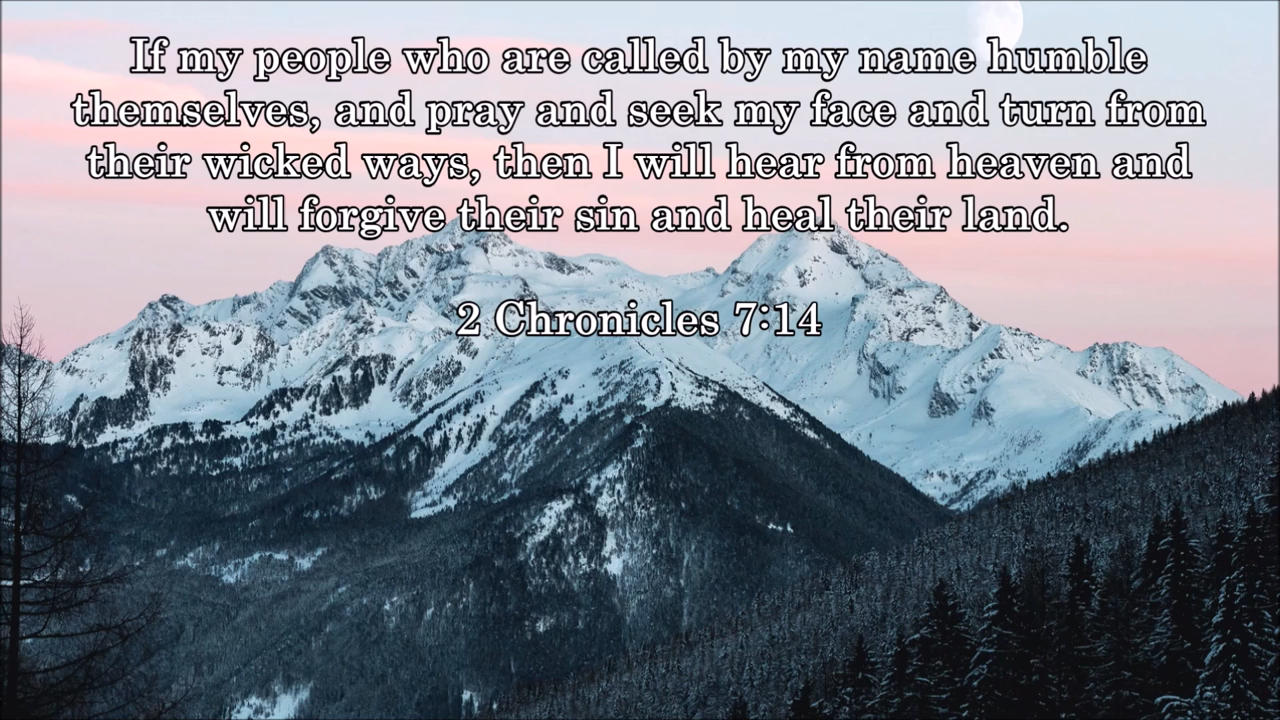 If my people who are called by my name humble
themselves, and pray and seek my face and turn from
their wicked ways, then I will hear from heaven and
will forgive their sin and heal their land.
2 Chronicles 7:14